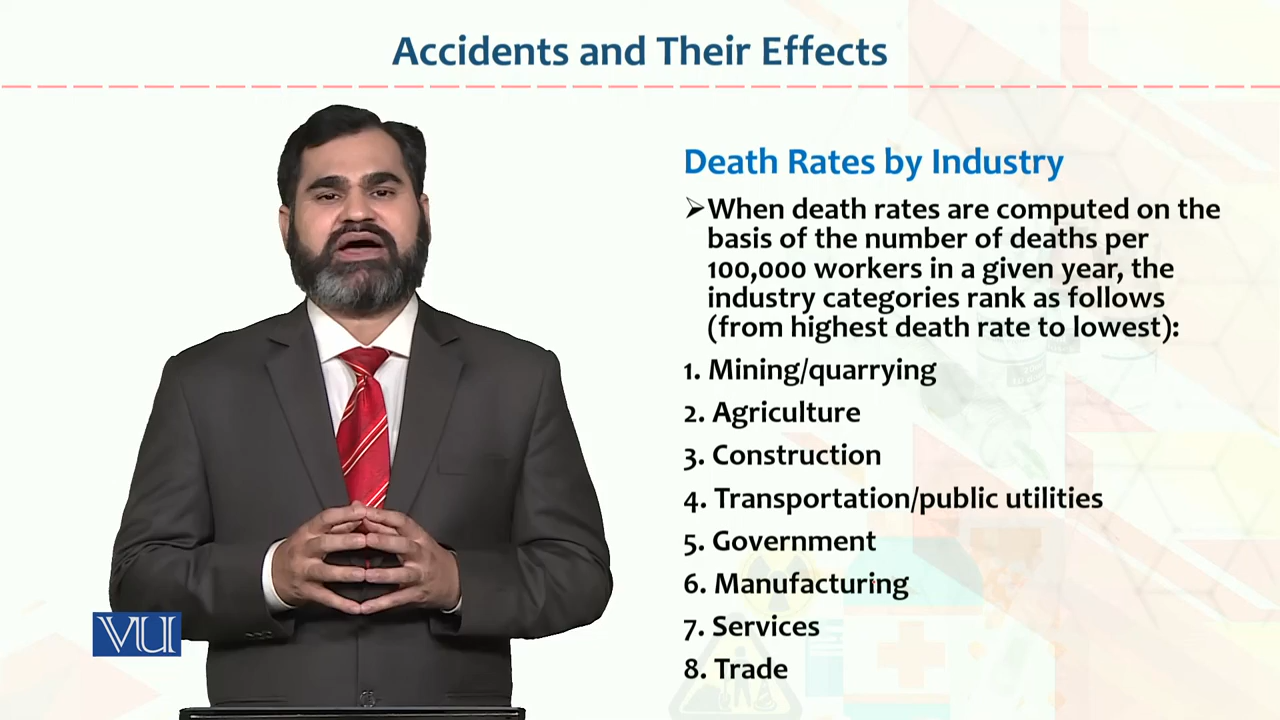 Accidents and Their Effects
Death Rates by Industry
➢When death rates are computed on the
basis of the number of deaths per
100,000 workers in a given year, the
industry categories rank as follows
(from highest death rate to lowest):
1. Mining/quarrying
2. Agriculture
3. Construction
4. Transportation/public utilities
5. Government
6. Manufacturing
7. Services
8. Trade
VU